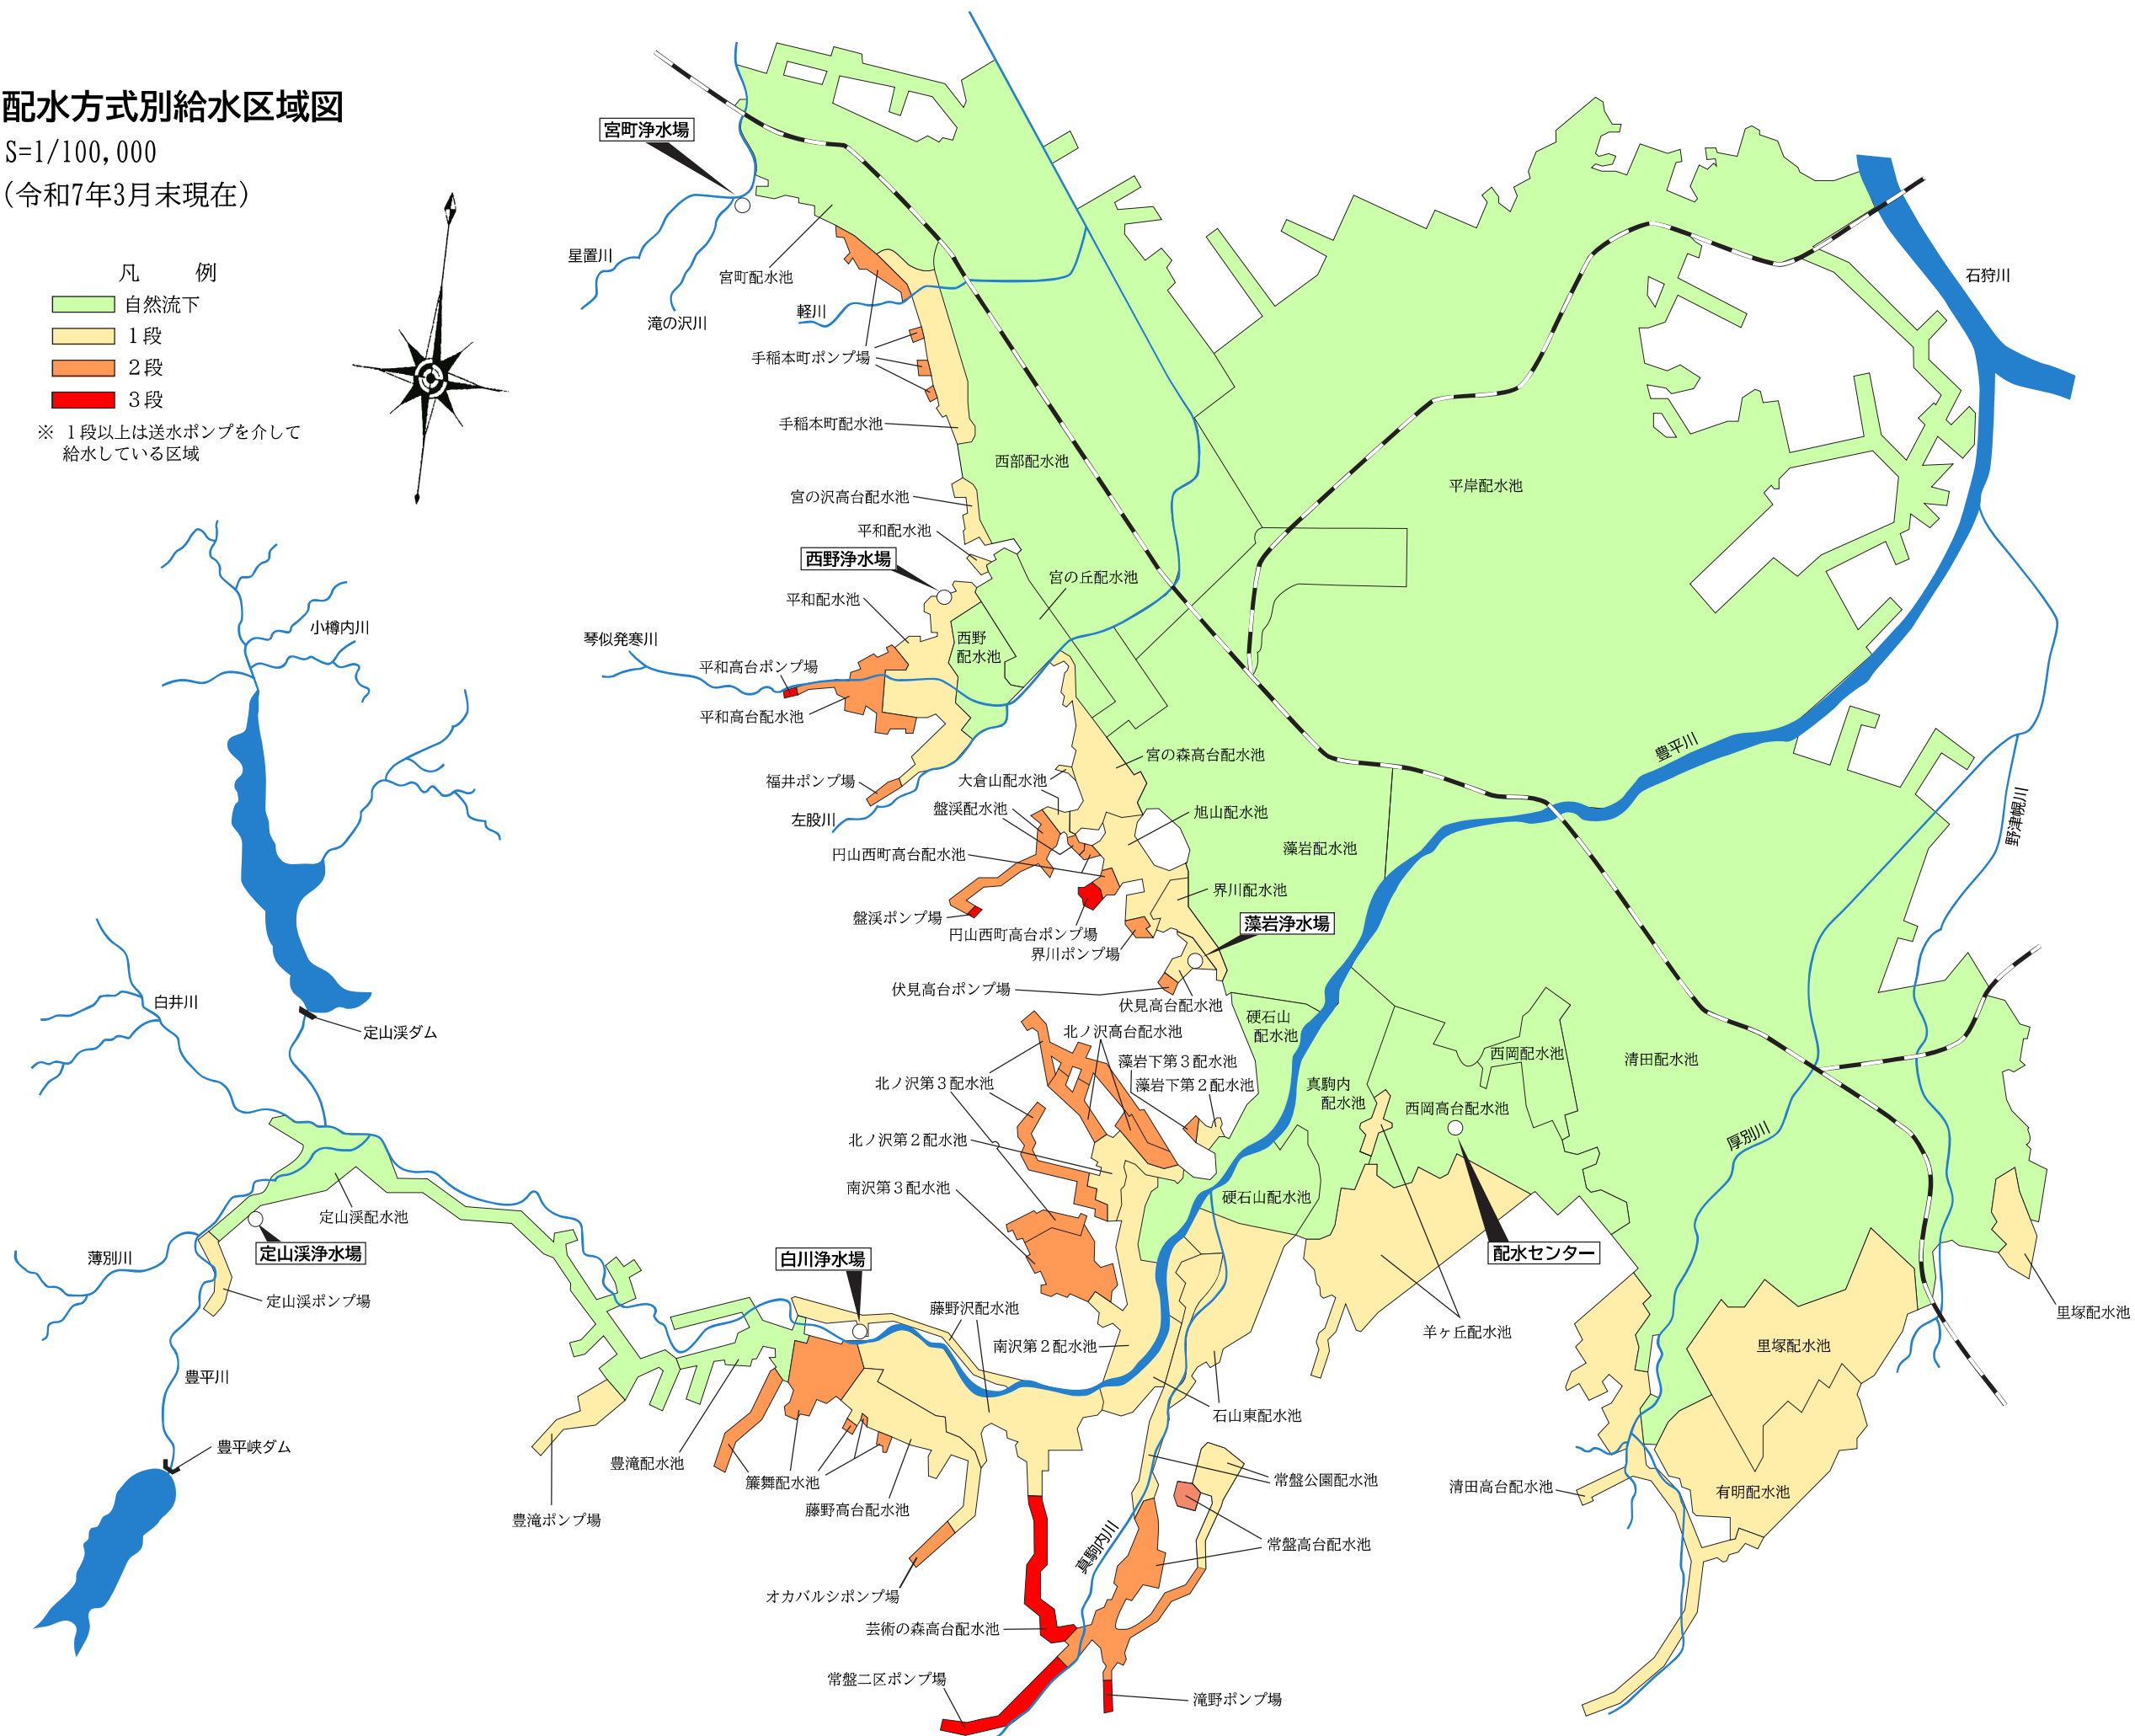 配水方式別給水区域図
S=1/100,000
(令和7年3月末現在)
凡 例
自然流下
1段
2段
3段
※ 1段以上は送水ポンプを介して
給水している区域
宮町浄水場
星置川
滝の沢川
宮町配水池
軽川
手稲本町ポンプ場
手稲本町配水池
西部配水池
平岸配水池
石狩川
宮の沢高台配水池
平和配水池
西野浄水場
宮の丘配水池
平和配水池
西野
配水池
琴似発寒川
平和高台ポンプ場
平和高台配水池
小樽内川
福井ポンプ場
左股川
宮の森高台配水池
大倉山配水池
盤渓配水池
旭山配水池
円山西町高台配水池
藻岩配水池
豊平川
野津幌川
界川配水池
盤渓ポンプ場
円山西町高台ポンプ場
界川ポンプ場
藻岩浄水場
伏見高台ポンプ場
伏見高台配水池
白井川
定山渓ダム
硬石山
配水池
北ノ沢高台配水池
藻岩下第3配水池
藻岩下第2配水池
北ノ沢第3配水池
西岡配水池
清田配水池
真駒内
配水池
西岡高台配水池
北ノ沢第2配水池
厚別川
南沢第3配水池
硬石山配水池
定山渓配水池
定山渓浄水場
薄別川
定山渓ポンプ場
白川浄水場
配水センター
藤野沢配水池
南沢第2配水池
羊ヶ丘配水池
里塚配水池
里塚配水池
豊平川
石山東配水池
豊平峡ダム
豊滝配水池
簾舞配水池
藤野高台配水池
豊滝ポンプ場
常盤公園配水池
清田高台配水池
有明配水池
真駒内川
常盤高台配水池
オカバルシポンプ場
芸術の森高台配水池
常盤二区ポンプ場
滝野ポンプ場